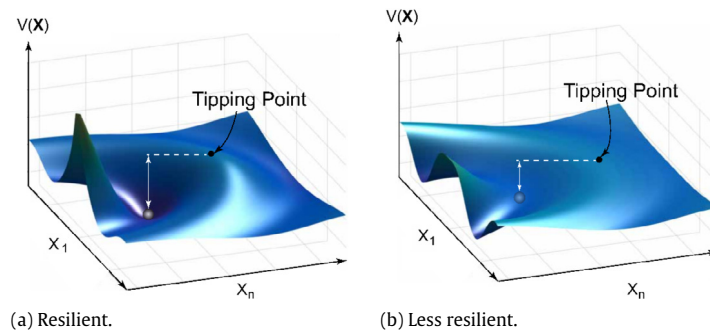 V(X)
Tipping Point
X1
Xn
(a) Resilient.
V(X)
Tipping Point
X1
Xn
(b) Less resilient.